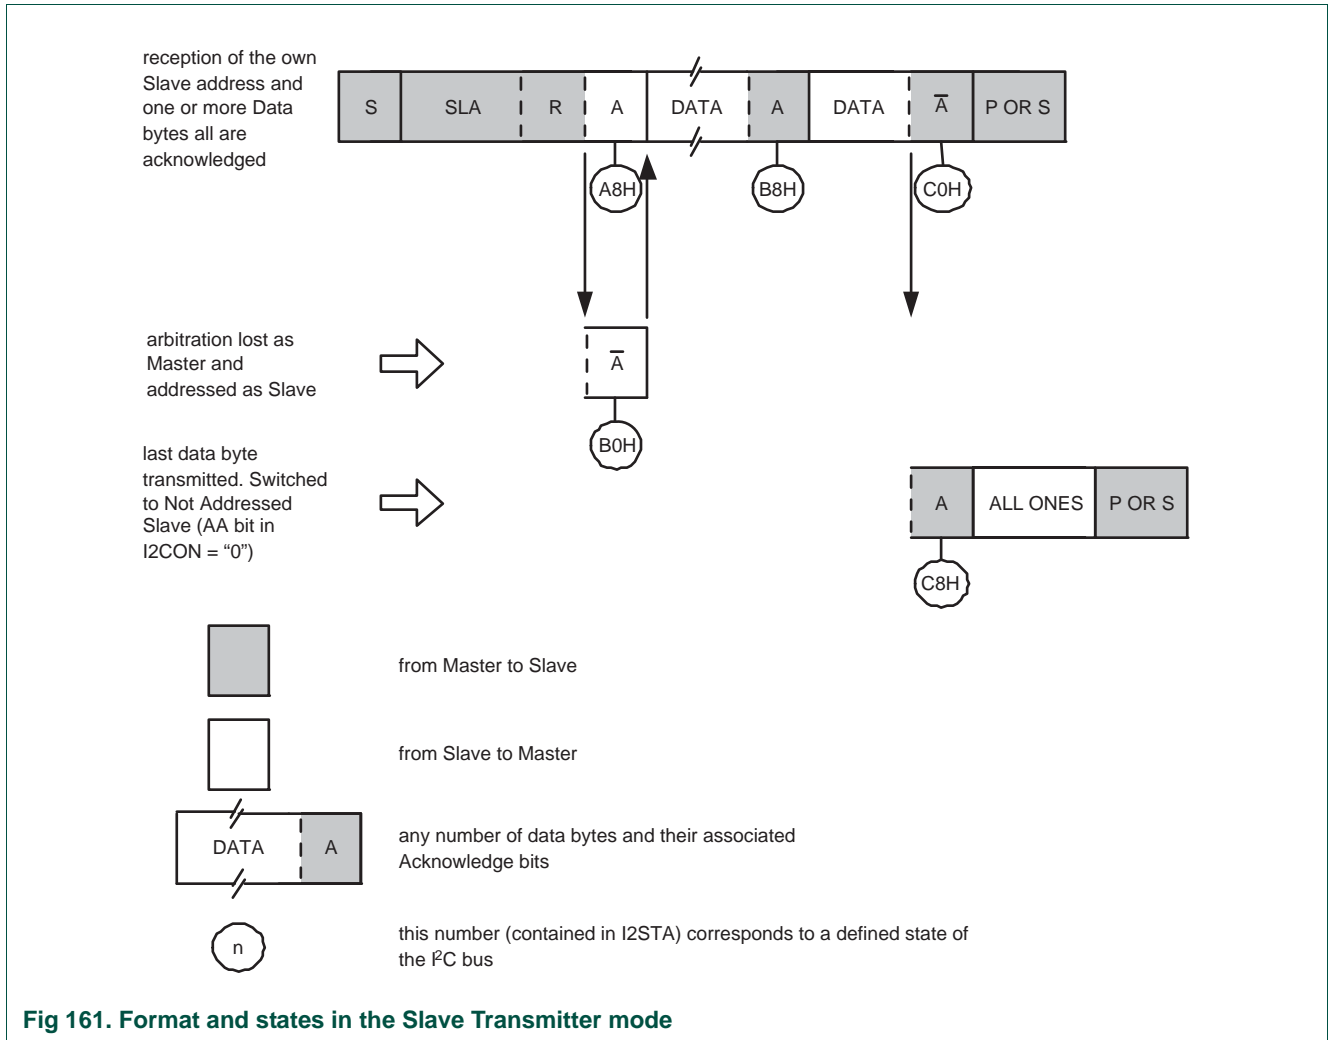 reception of the own
Slave address and
one or more Data
bytes all are
acknowledged
S SLA R A DATA A DATA A̅ P OR S
A8H B8H C0H
arbitration lost as
Master and
addressed as Slave
A̅
B0H
last data byte
transmitted. Switched
to Not Addressed
Slave (AA bit in
I2CON = “0”)
A ALL ONES P OR S
C8H
from Master to Slave
from Slave to Master
DATA A
any number of data bytes and their associated
Acknowledge bits
n
this number (contained in I2STA) corresponds to a defined state of
the I²C bus
Fig 161. Format and states in the Slave Transmitter mode